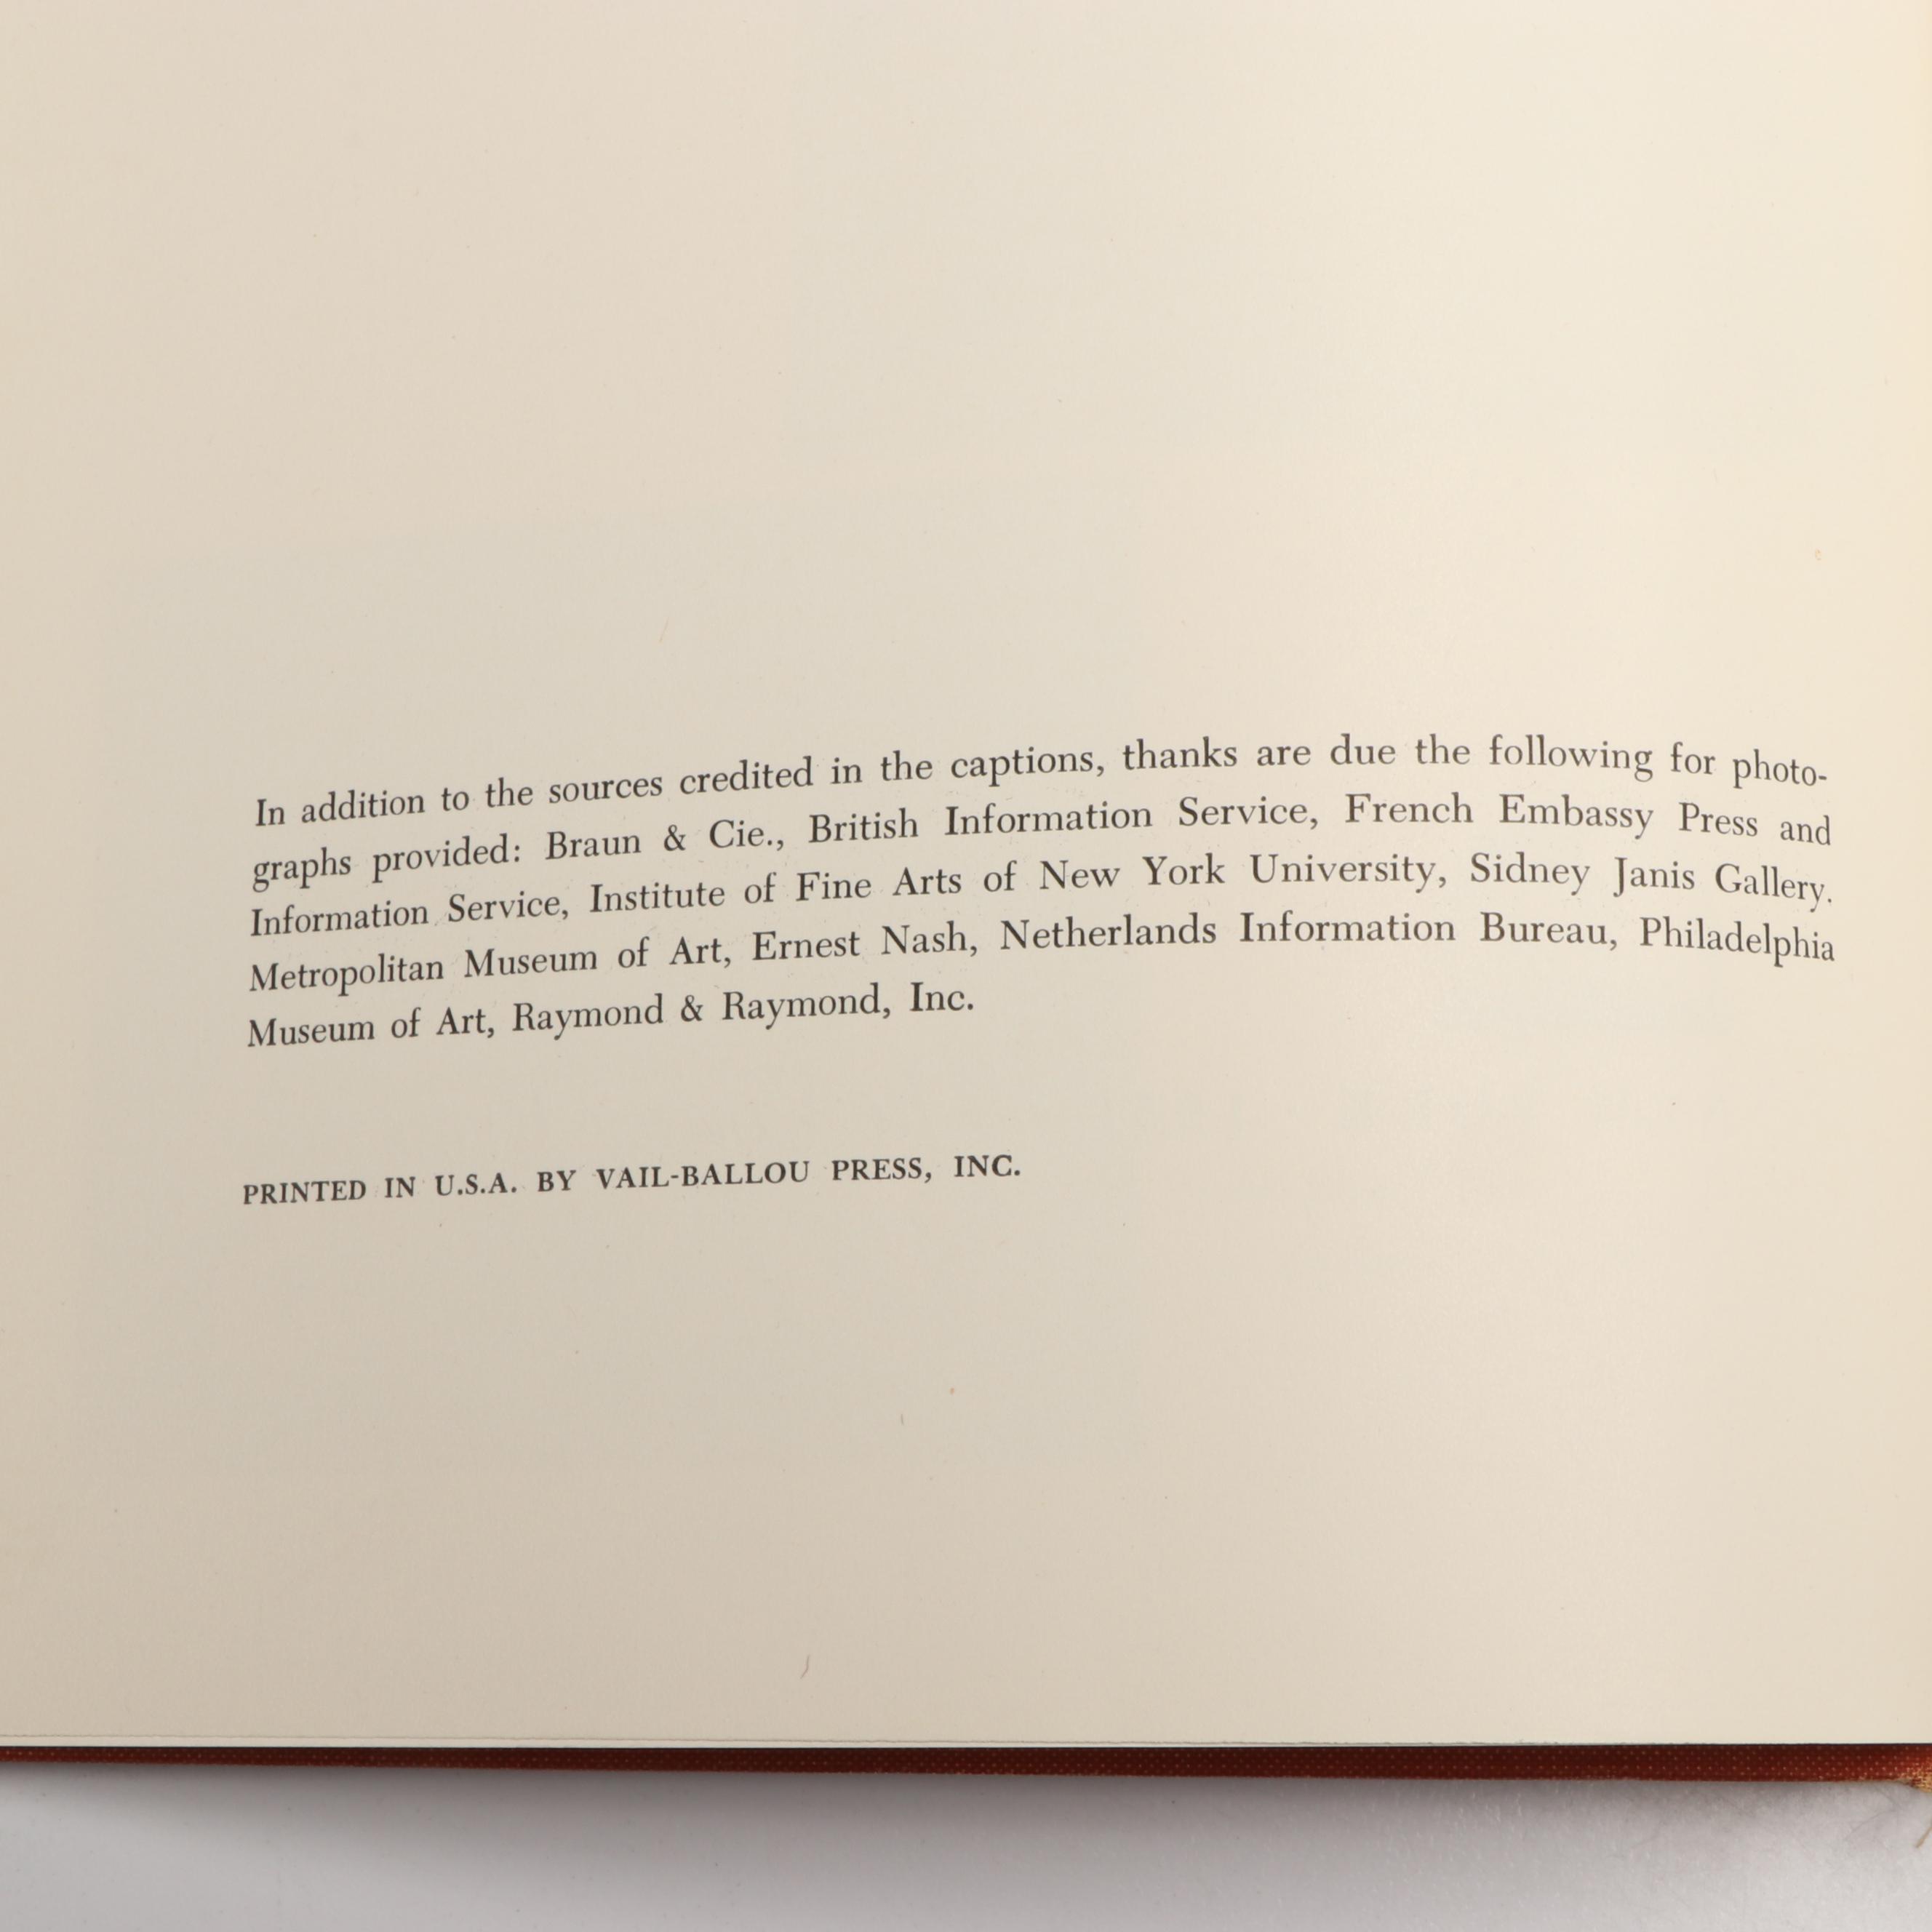 In addition to the sources credited in the captions, thanks are due the following for photo-
graphs provided: Braun & Cie., British Information Service, French Embassy Press and
Information Service, Institute of Fine Arts of New York University, Sidney Janis Gallery.
Metropolitan Museum of Art, Ernest Nash, Netherlands Information Bureau, Philadelphia
Museum of Art, Raymond & Raymond, Inc.
PRINTED IN U.S.A. BY VAIL-BALLOU PRESS, INC.